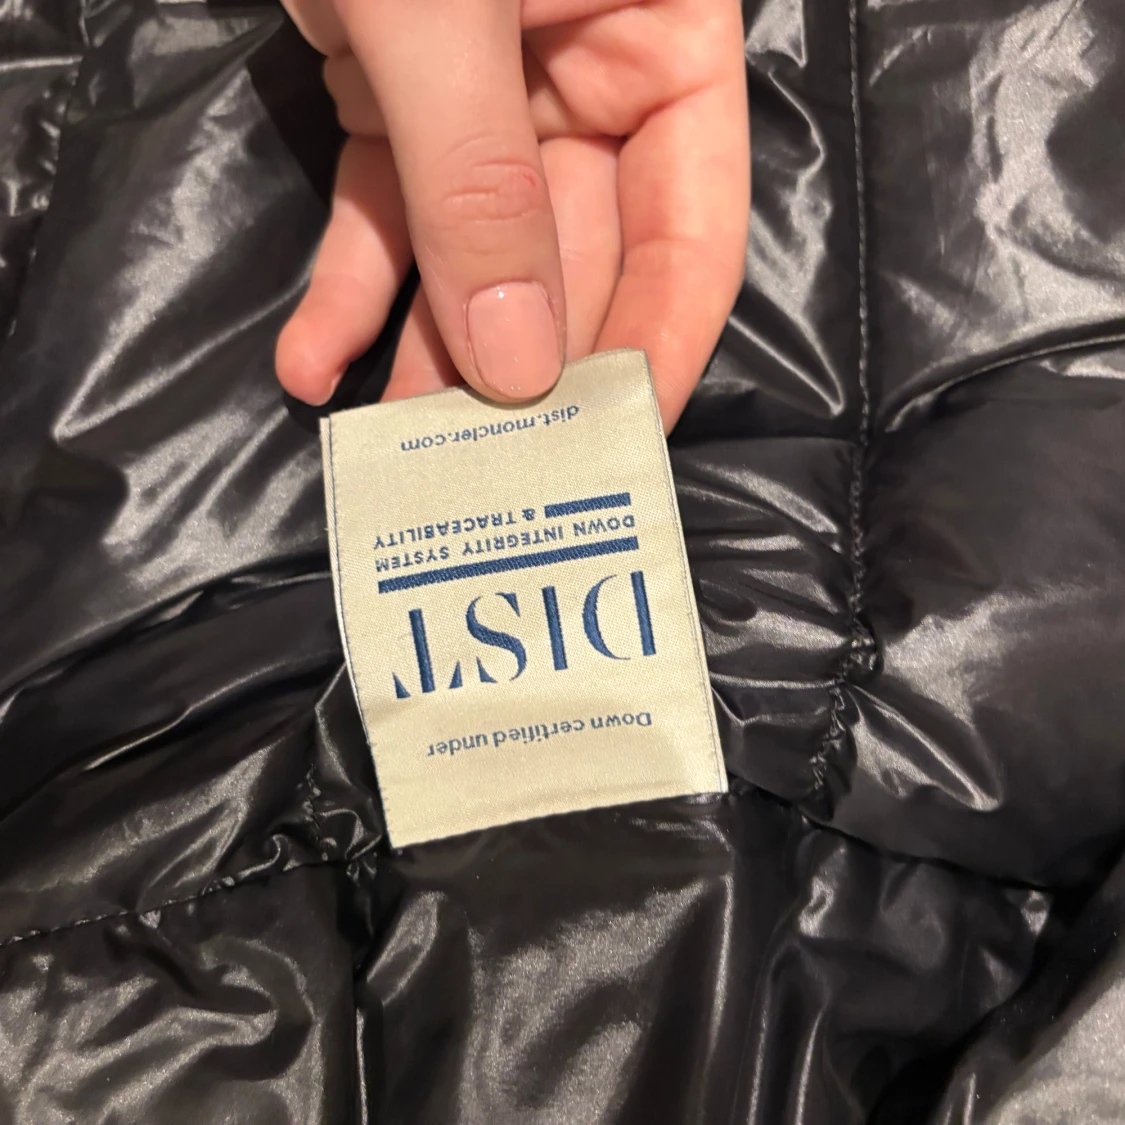 Down certified under
DIST
DOWN INTEGRITY SYSTEM
& TRACEABILITY
dist.moncler.com